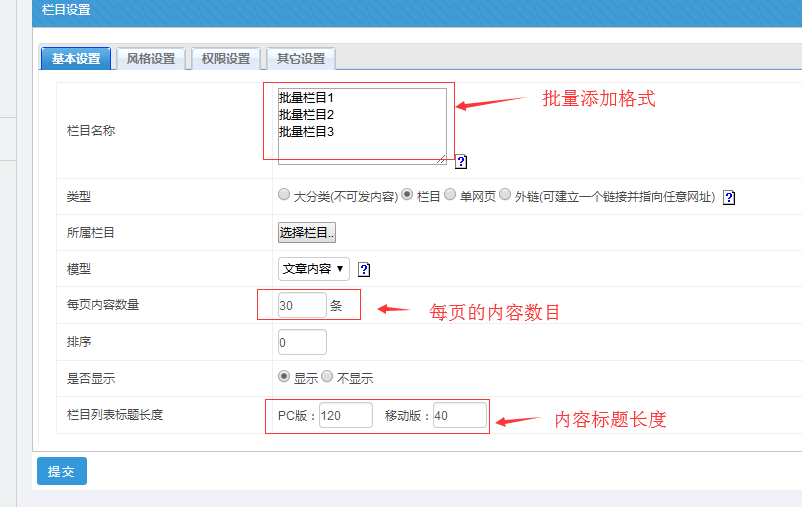 栏目设置
基本设置 风格设置 权限设置 其它设置
栏目名称
批量栏目1
批量栏目2
批量栏目3
?
批量添加格式
类型 大分类(不可发内容) 栏目 单网页 外链(可建立一个链接并指向任意网址) ?
所属栏目 选择栏目..
模型 文章内容 ?
每页内容数量 30 条 每页的内容数目
排序 0
是否显示 显示 不显示
栏目列表标题长度 PC版：120 移动版：40 内容标题长度
提交